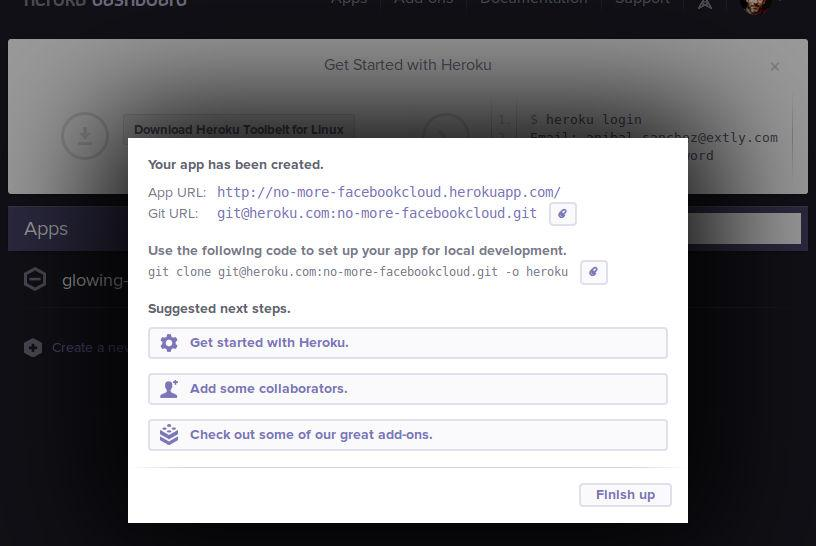 heroku dashboard
Apps Add-ons Documentation Support
Get Started with Heroku
×
Download Heroku Toolbelt for Linux
1. $ heroku login
Email: anibal.sanchez@extly.com
Your app has been created.
App URL: http://no-more-facebookcloud.herokuapp.com/
Git URL: git@heroku.com:no-more-facebookcloud.git
Use the following code to set up your app for local development.
git clone git@heroku.com:no-more-facebookcloud.git -o heroku
Suggested next steps.
Get started with Heroku.
Add some collaborators.
Check out some of our great add-ons.
Finish up
Apps
glowing-
Create a new